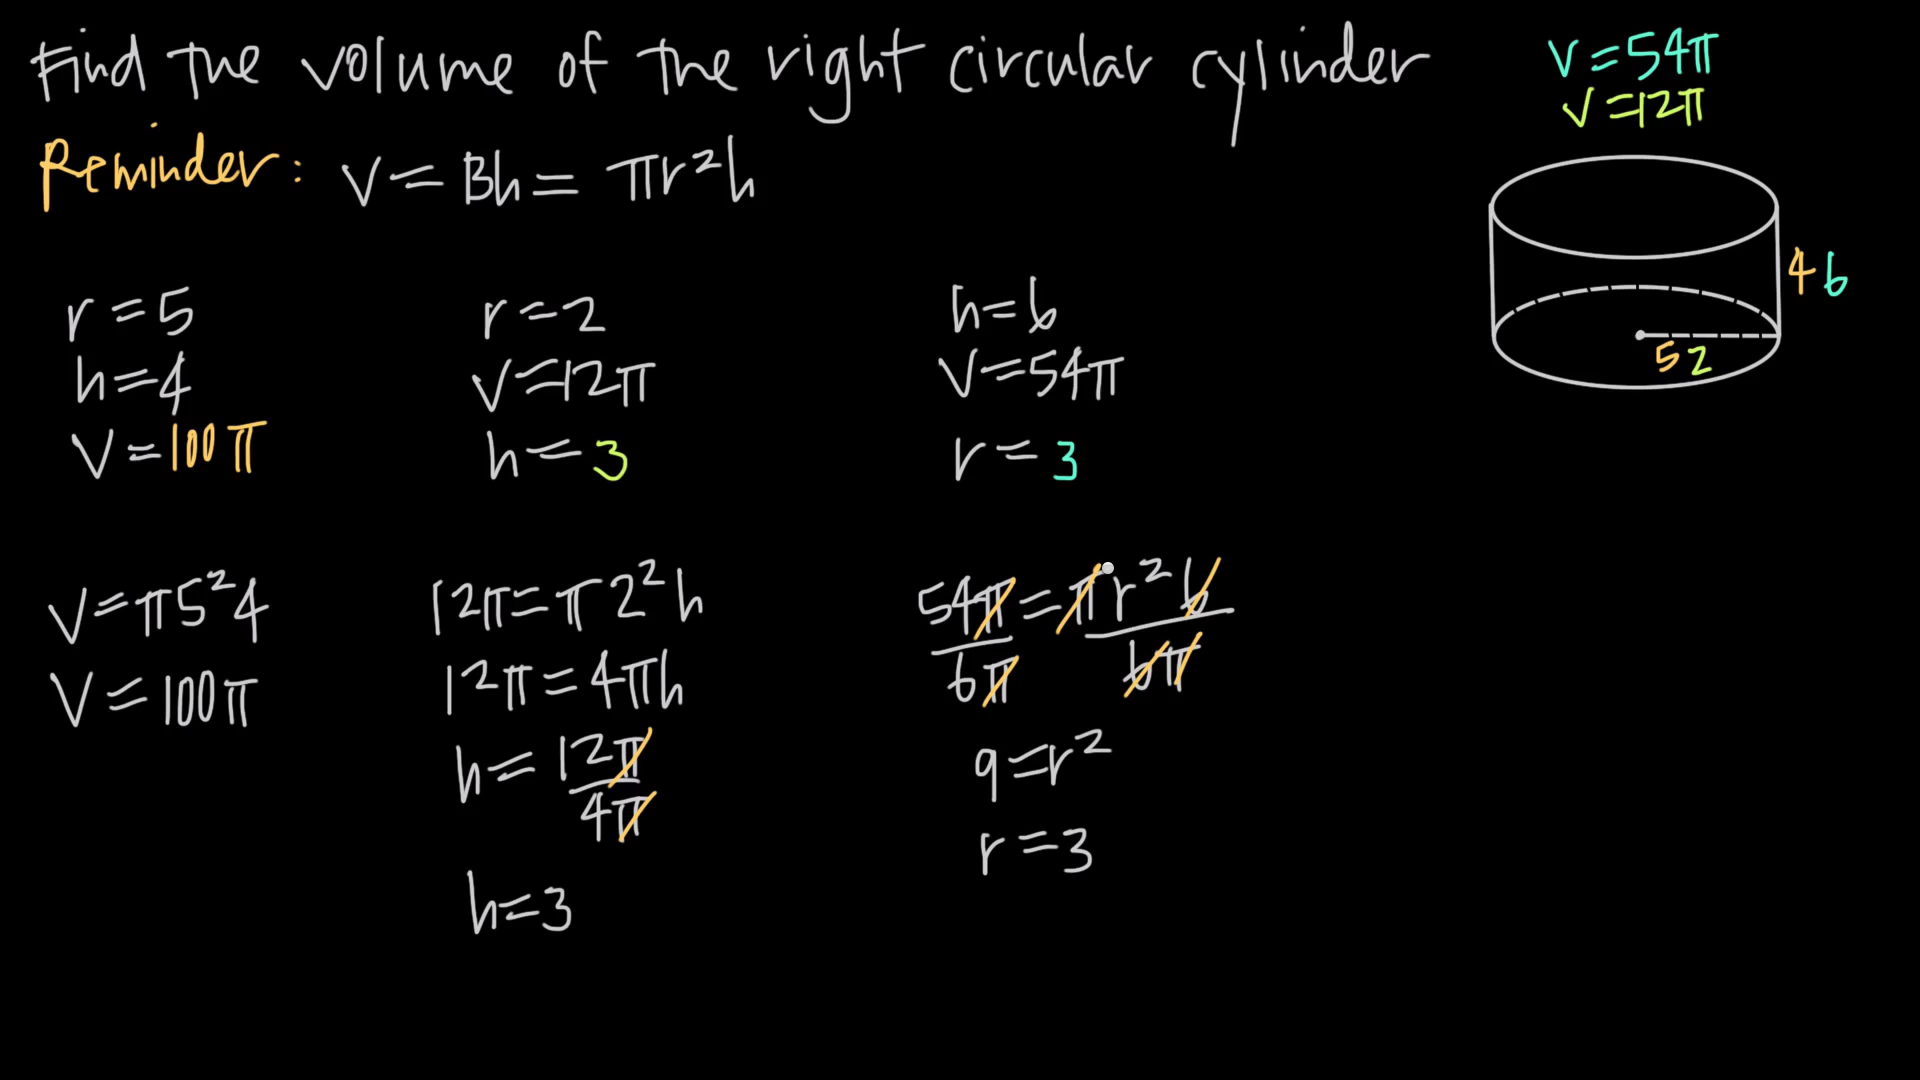 Find the volume of the right circular cylinder
Reminder: V = Bh = πr²h
V = 54π
V = 12π
4 6
5 2
r = 5
h = 4
V = 100π
r = 2
V = 12π
h = 3
h = 6
V = 54π
r = 3
V = π5²4
V = 100π
12π = π2²h
12π = 4πh
h = 12π/4π
h = 3
54π/6π = πr²6/6π
9 = r²
r = 3